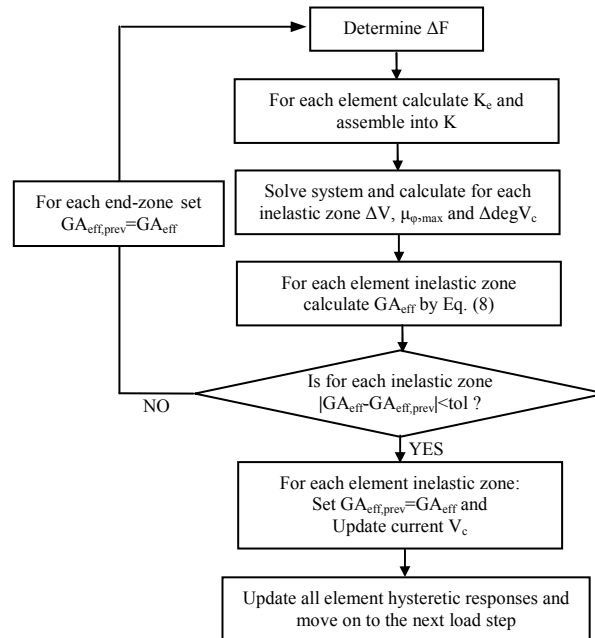 Determine ΔF
For each element calculate Kₑ and
assemble into K
Solve system and calculate for each
inelastic zone ΔV, μφ,max and ΔdegVc
For each end-zone set
GAeff,prev=GAeff
For each element inelastic zone
calculate GAeff by Eq. (8)
Is for each inelastic zone
|GAeff-GAeff,prev|<tol ?
NO
YES
For each element inelastic zone:
Set GAeff,prev=GAeff and
Update current Vc
Update all element hysteretic responses and
move on to the next load step